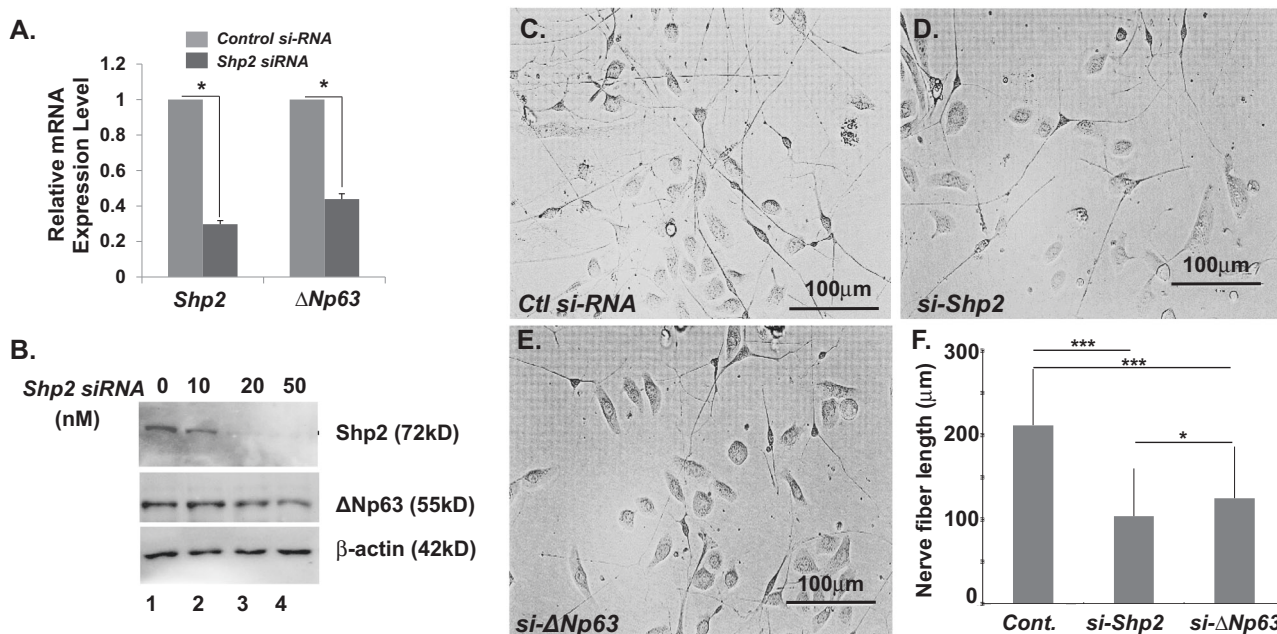 A.
Control si-RNA
Shp2 siRNA
Relative mRNA
Expression Level
1.2
1
0.8
0.6
0.4
0.2
0
*
*
Shp2
ΔNp63
B.
Shp2 siRNA 0 10 20 50
(nM)
Shp2 (72kD)
ΔNp63 (55kD)
β-actin (42kD)
1 2 3 4
C.
Ctl si-RNA
100μm
D.
si-Shp2
100μm
E.
si-ΔNp63
100μm
F.
Nerve fiber length (μm)
300
200
100
0
***
***
*
Cont. si-Shp2 si-ΔNp63